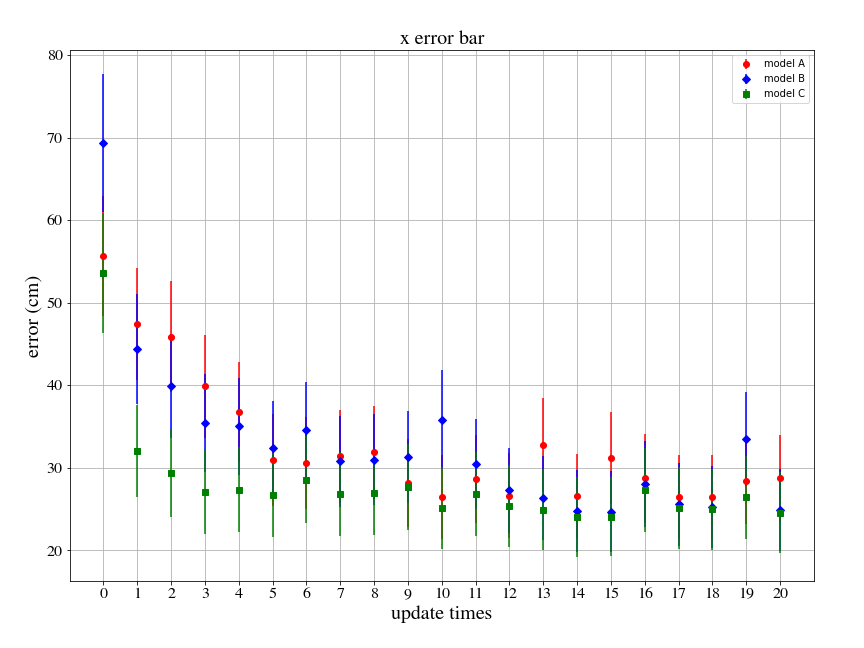 x error bar
80
70
60
50
40
30
20
error (cm)
model A
model B
model C
0 1 2 3 4 5 6 7 8 9 10 11 12 13 14 15 16 17 18 19 20
update times